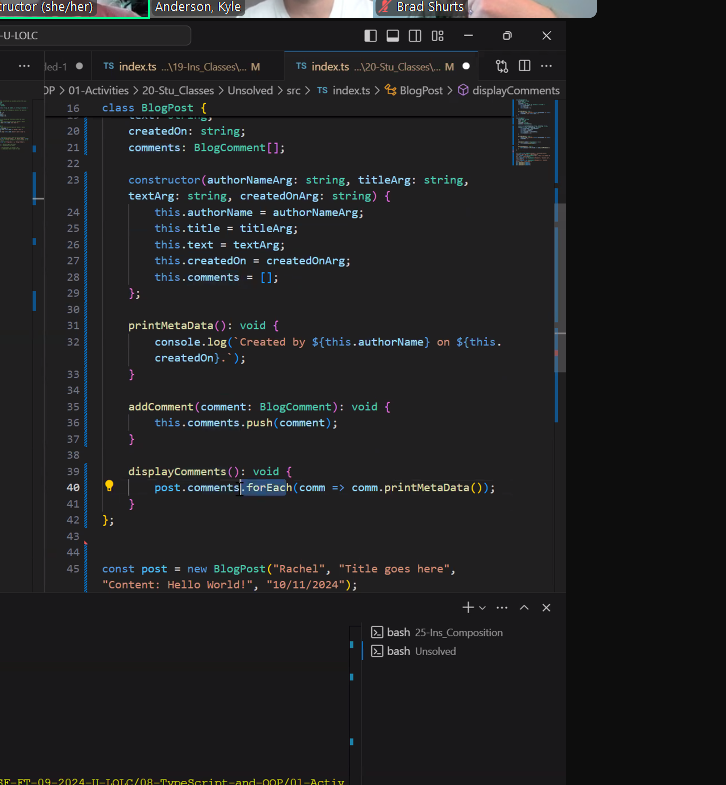 ructor (she/her)
Anderson, Kyle
Brad Shurts
-U-LOLC
led-1
TS index.ts ...\19-Ins_Classes\... M
TS index.ts ...\20-Stu_Classes\... M
OP > 01-Activities > 20-Stu_Classes > Unsolved > src > TS index.ts > BlogPost > displayComments
16 class BlogPost {
20 createdOn: string;
21 comments: BlogComment[];
22
23 constructor(authorNameArg: string, titleArg: string,
textArg: string, createdOnArg: string) {
24 this.authorName = authorNameArg;
25 this.title = titleArg;
26 this.text = textArg;
27 this.createdOn = createdOnArg;
28 this.comments = [];
29 };
30
31 printMetaData(): void {
32 console.log(`Created by ${this.authorName} on ${this.
createdOn}.`);
33 }
34
35 addComment(comment: BlogComment): void {
36 this.comments.push(comment);
37 }
38
39 displayComments(): void {
40 post.comments.forEach(comm => comm.printMetaData());
41 }
42 };
43
44
45 const post = new BlogPost("Rachel", "Title goes here",
"Content: Hello World!", "10/11/2024");
bash 25-Ins_Composition
bash Unsolved
SE-FT-09-2024-U-LOLC/08-TypeScript-and-OOP/01-Activ